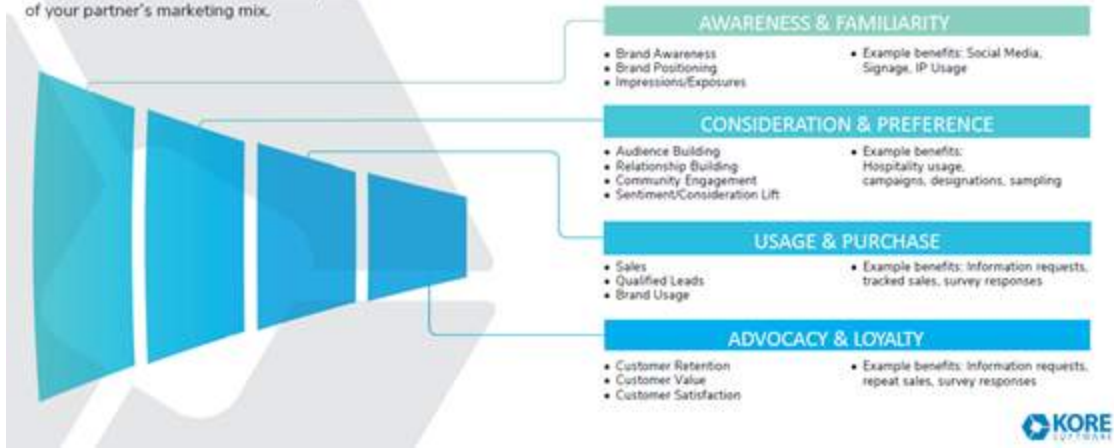 of your partner's marketing mix.
AWARENESS & FAMILIARITY
• Brand Awareness
• Brand Positioning
• Impressions/Exposures
• Example benefits: Social Media,
Signage, IP Usage
CONSIDERATION & PREFERENCE
• Audience Building
• Relationship Building
• Community Engagement
• Sentiment/Consideration Lift
• Example benefits:
Hospitality usage,
campaigns, designations, sampling
USAGE & PURCHASE
• Sales
• Qualified Leads
• Brand Usage
• Example benefits: Information requests,
tracked sales, survey responses
ADVOCACY & LOYALTY
• Customer Retention
• Customer Value
• Customer Satisfaction
• Example benefits: Information requests,
repeat sales, survey responses
KORE
SOFTWARE